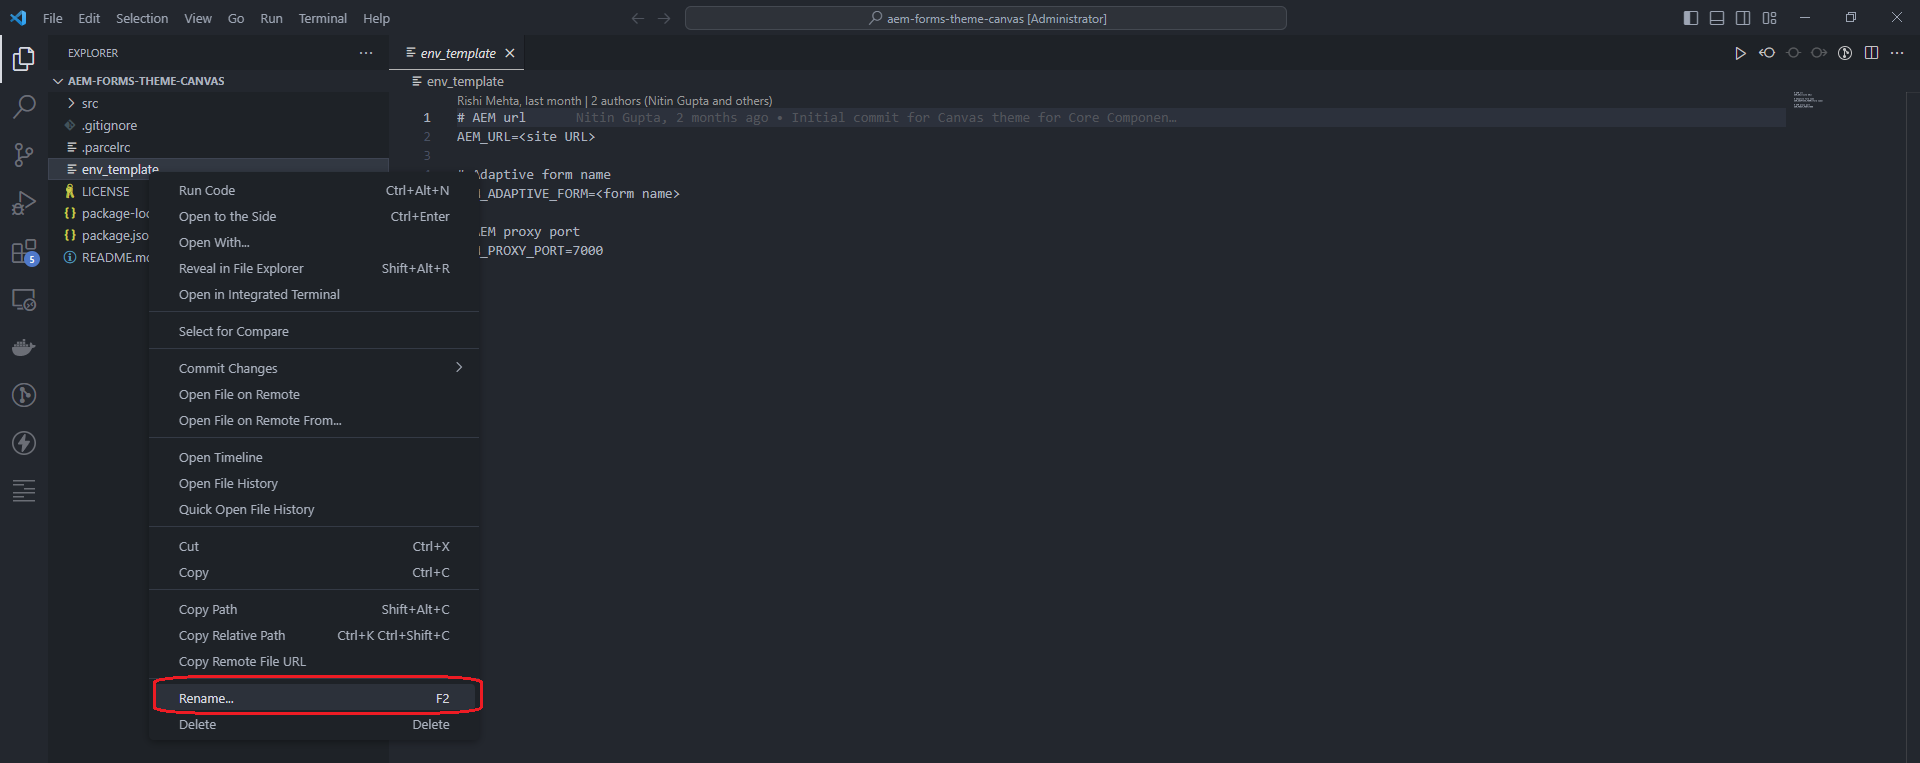 File Edit Selection View Go Run Terminal Help
aem-forms-theme-canvas [Administrator]
EXPLORER
env_template
AEM-FORMS-THEME-CANVAS
src
.gitignore
.parcelrc
env_template
LICENSE
package-loc
package.jso
README.m
5
env_template
Rishi Mehta, last month | 2 authors (Nitin Gupta and others)
1 # AEM url Nitin Gupta, 2 months ago • Initial commit for Canvas theme for Core Componen…
2 AEM_URL=<site URL>
3
Adaptive form name
_ADAPTIVE_FORM=<form name>
AEM proxy port
_PROXY_PORT=7000
Run Code Ctrl+Alt+N
Open to the Side Ctrl+Enter
Open With...
Reveal in File Explorer Shift+Alt+R
Open in Integrated Terminal
Select for Compare
Commit Changes
Open File on Remote
Open File on Remote From...
Open Timeline
Open File History
Quick Open File History
Cut Ctrl+X
Copy Ctrl+C
Copy Path Shift+Alt+C
Copy Relative Path Ctrl+K Ctrl+Shift+C
Copy Remote File URL
Rename... F2
Delete Delete